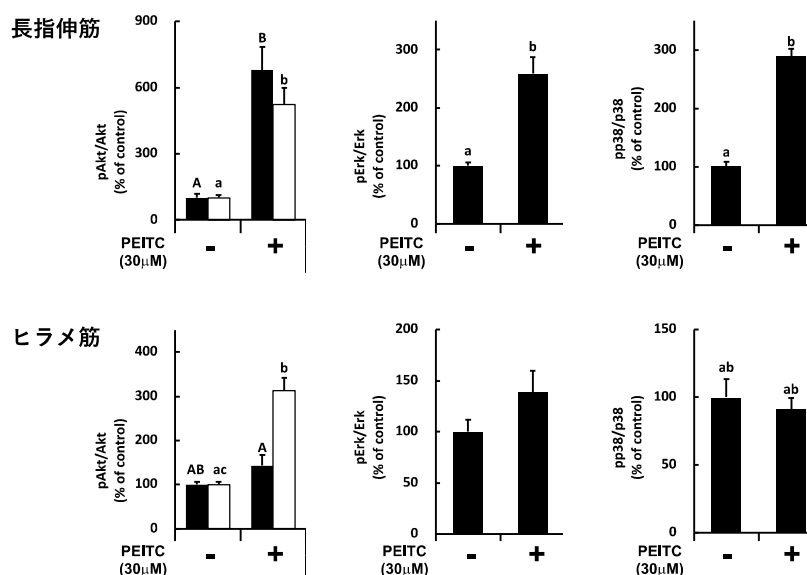 長指伸筋
pAkt/Akt
(% of control)
900
600
300
0
A
a
B
b
PEITC
(30μM)
-
+
pErk/Erk
(% of control)
300
200
100
0
a
b
PEITC
(30μM)
-
+
pp38/p38
(% of control)
300
200
100
0
a
b
PEITC
(30μM)
-
+
ヒラメ筋
pAkt/Akt
(% of control)
400
300
200
100
0
AB
ac
A
b
PEITC
(30μM)
-
+
pErk/Erk
(% of control)
200
150
100
50
0
PEITC
(30μM)
-
+
pp38/p38
(% of control)
150
100
50
0
ab
ab
PEITC
(30μM)
-
+